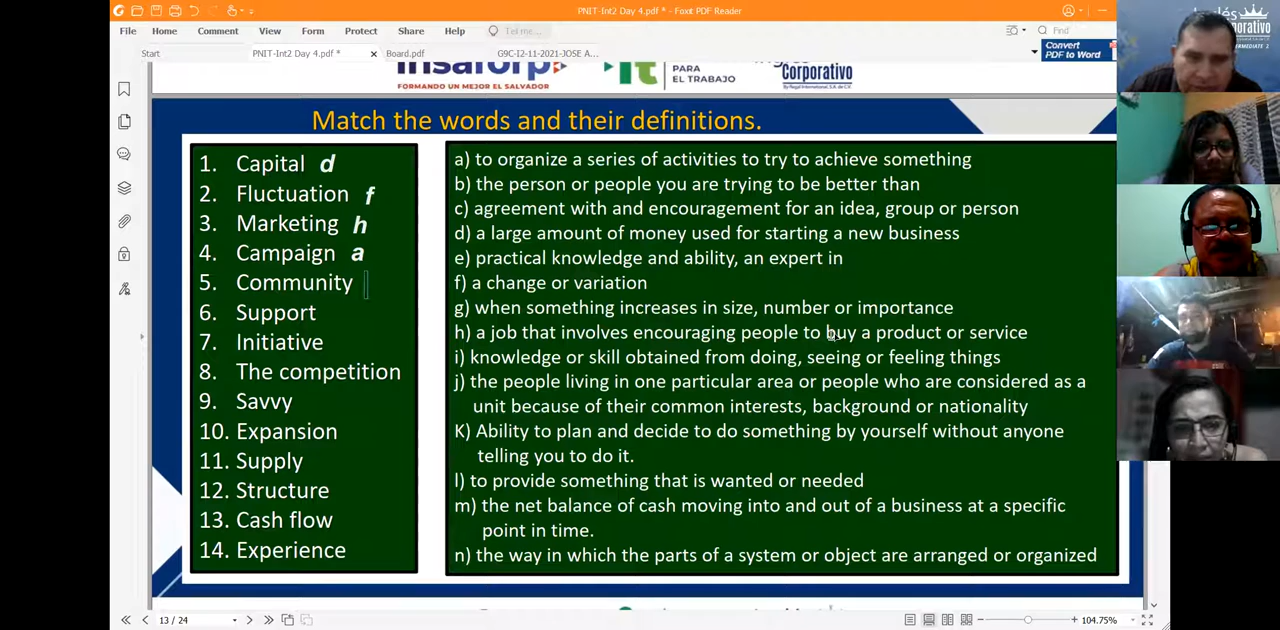 PNIT-Int2 Day 4.pdf * - Foxit PDF Reader
File Home Comment View Form Protect Share Help Tell me... Find
Start PNIT-Int2 Day 4.pdf * Board.pdf G9C-I2-11-2021-JOSE A...
Convert
PDF to Word
insaforp
FORMANDO UN MEJOR EL SALVADOR
PARA
EL TRABAJO
Corporativo
Match the words and their definitions.
1. Capital d
2. Fluctuation f
3. Marketing h
4. Campaign a
5. Community
6. Support
7. Initiative
8. The competition
9. Savvy
10. Expansion
11. Supply
12. Structure
13. Cash flow
14. Experience
a) to organize a series of activities to try to achieve something
b) the person or people you are trying to be better than
c) agreement with and encouragement for an idea, group or person
d) a large amount of money used for starting a new business
e) practical knowledge and ability, an expert in
f) a change or variation
g) when something increases in size, number or importance
h) a job that involves encouraging people to buy a product or service
i) knowledge or skill obtained from doing, seeing or feeling things
j) the people living in one particular area or people who are considered as a
unit because of their common interests, background or nationality
K) Ability to plan and decide to do something by yourself without anyone
telling you to do it.
l) to provide something that is wanted or needed
m) the net balance of cash moving into and out of a business at a specific
point in time.
n) the way in which the parts of a system or object are arranged or organized
13 / 24
104.75%